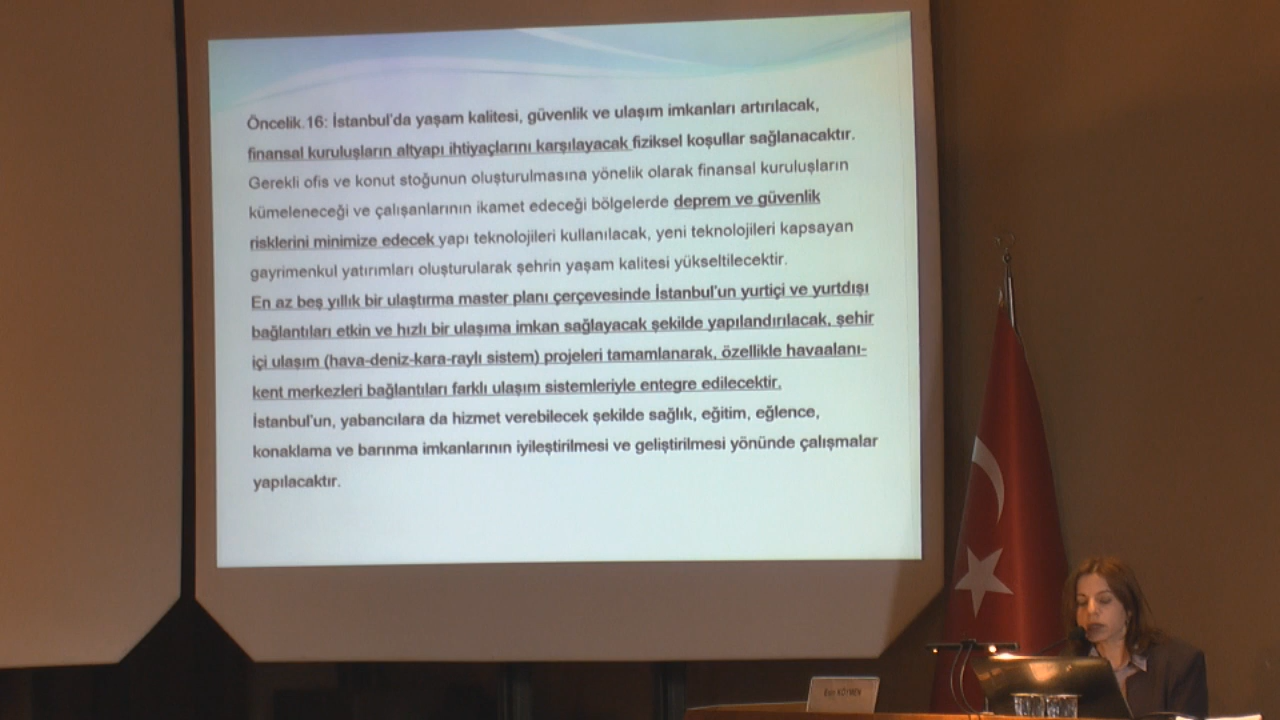 Öncelik.16: İstanbul'da yaşam kalitesi, güvenlik ve ulaşım imkanları artırılacak,
finansal kuruluşların altyapı ihtiyaçlarını karşılayacak fiziksel koşullar sağlanacaktır.
Gerekli ofis ve konut stoğunun oluşturulmasına yönelik olarak finansal kuruluşların
kümeleneceği ve çalışanlarının ikamet edeceği bölgelerde deprem ve güvenlik
risklerini minimize edecek yapı teknolojileri kullanılacak, yeni teknolojileri kapsayan
gayrimenkul yatırımları oluşturularak şehrin yaşam kalitesi yükseltilecektir.
En az beş yıllık bir ulaştırma master planı çerçevesinde İstanbul'un yurtiçi ve yurtdışı
bağlantıları etkin ve hızlı bir ulaşıma imkan sağlayacak şekilde yapılandırılacak, şehir
içi ulaşım (hava-deniz-kara-raylı sistem) projeleri tamamlanarak, özellikle havaalanı-
kent merkezleri bağlantıları farklı ulaşım sistemleriyle entegre edilecektir.
İstanbul'un, yabancılara da hizmet verebilecek şekilde sağlık, eğitim, eğlence,
konaklama ve barınma imkanlarının iyileştirilmesi ve geliştirilmesi yönünde çalışmalar
yapılacaktır.
KÖYMEN